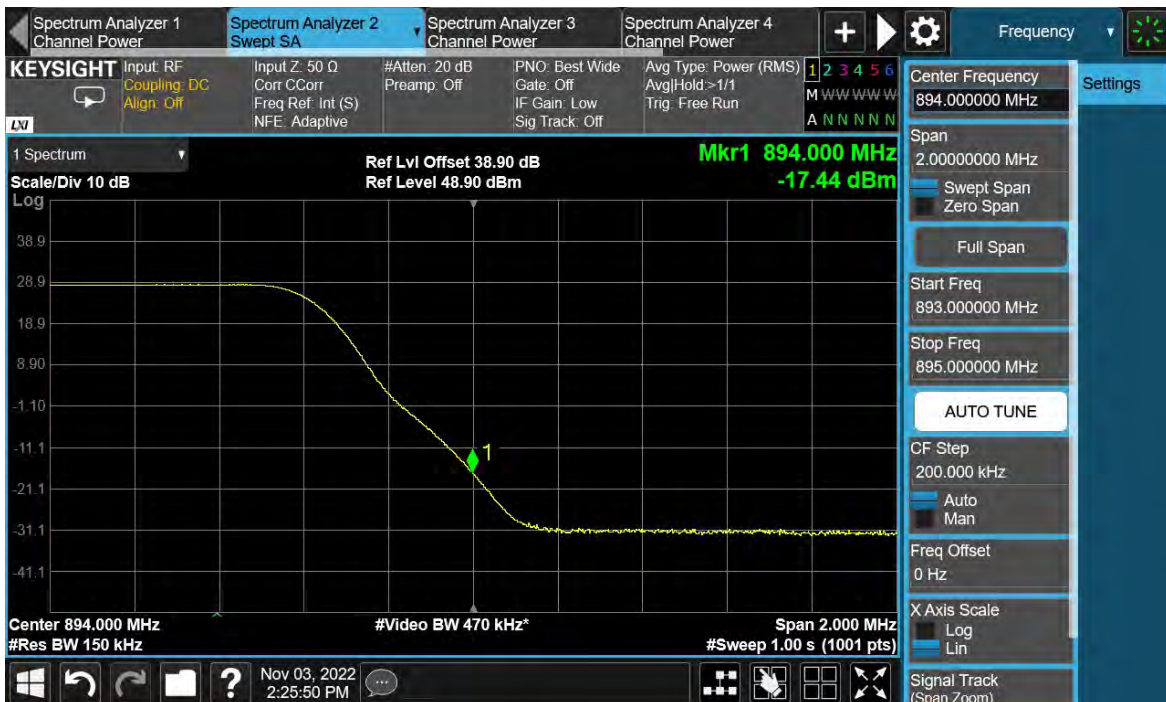 Spectrum Analyzer 1
Channel Power
Spectrum Analyzer 2
Swept SA
Spectrum Analyzer 3
Channel Power
Spectrum Analyzer 4
Channel Power
+
Frequency
KEYSIGHT
LXI
Input: RF
Coupling: DC
Align: Off
Input Z: 50 Ω
Corr CCorr
Freq Ref: Int (S)
NFE: Adaptive
#Atten: 20 dB
Preamp: Off
PNO: Best Wide
Gate: Off
IF Gain: Low
Sig Track: Off
Avg Type: Power (RMS)
Avg|Hold:>1/1
Trig: Free Run
1 2 3 4 5 6
M W W W W W
A N N N N N
1 Spectrum
Scale/Div 10 dB
Log
Ref Lvl Offset 38.90 dB
Ref Level 48.90 dBm
Mkr1 894.000 MHz
-17.44 dBm
38.9
28.9
18.9
8.90
-1.10
-11.1
-21.1
-31.1
-41.1
1
Center 894.000 MHz
#Res BW 150 kHz
#Video BW 470 kHz*
Span 2.000 MHz
#Sweep 1.00 s (1001 pts)
?
Nov 03, 2022
2:25:50 PM
Center Frequency
894.000000 MHz
Span
2.00000000 MHz
Swept Span
Zero Span
Full Span
Start Freq
893.000000 MHz
Stop Freq
895.000000 MHz
AUTO TUNE
CF Step
200.000 kHz
Auto
Man
Freq Offset
0 Hz
X Axis Scale
Log
Lin
Signal Track
(Span Zoom)
Settings